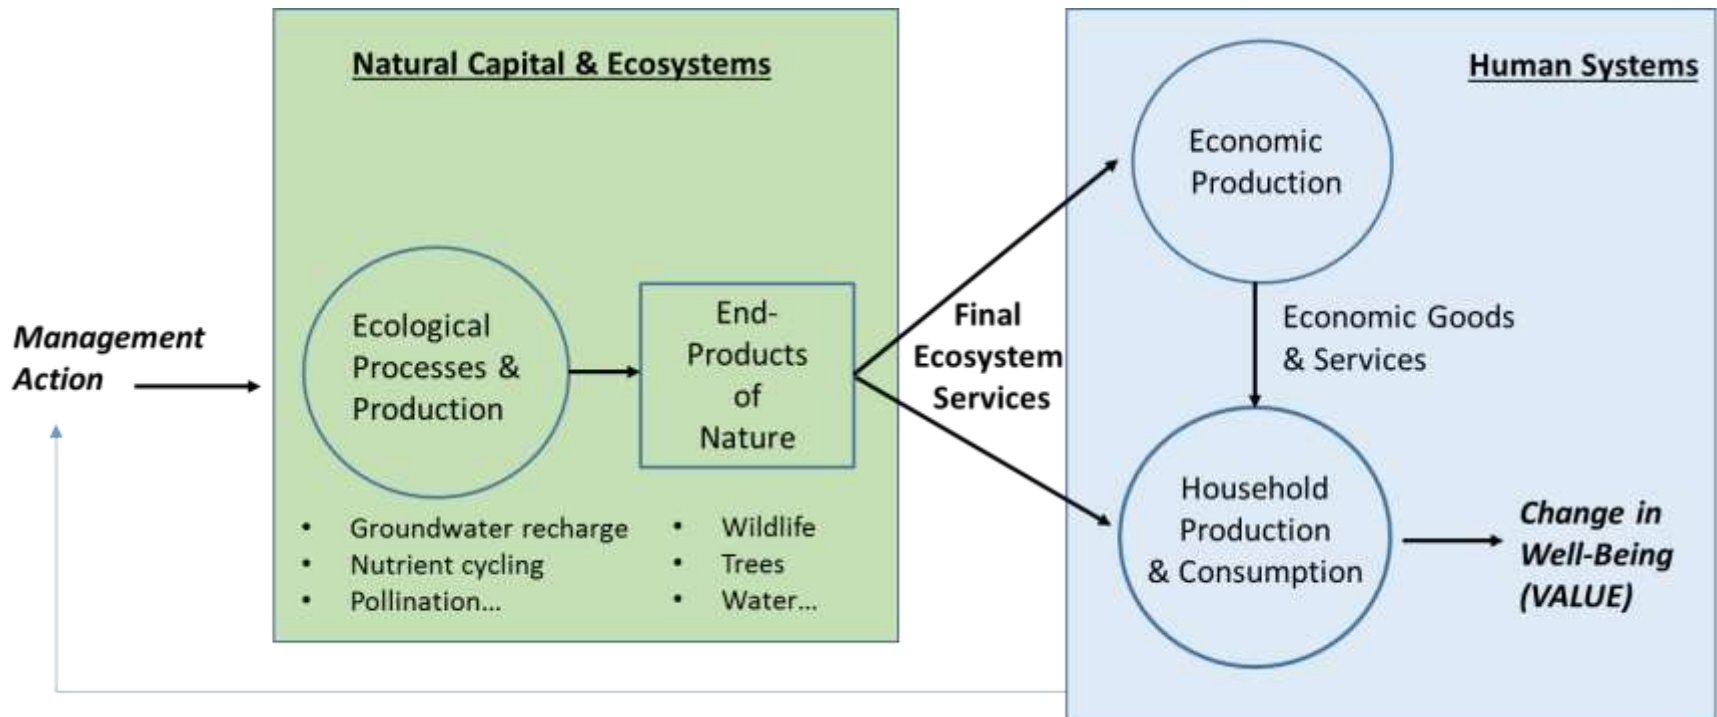 Natural Capital & Ecosystems
Human Systems
Economic
Production
Management
Action
Ecological
Processes &
Production
End-
Products
of
Nature
Final
Ecosystem
Services
Economic Goods
& Services
• Groundwater recharge
• Nutrient cycling
• Pollination...
• Wildlife
• Trees
• Water...
Household
Production
& Consumption
Change in
Well-Being
(VALUE)